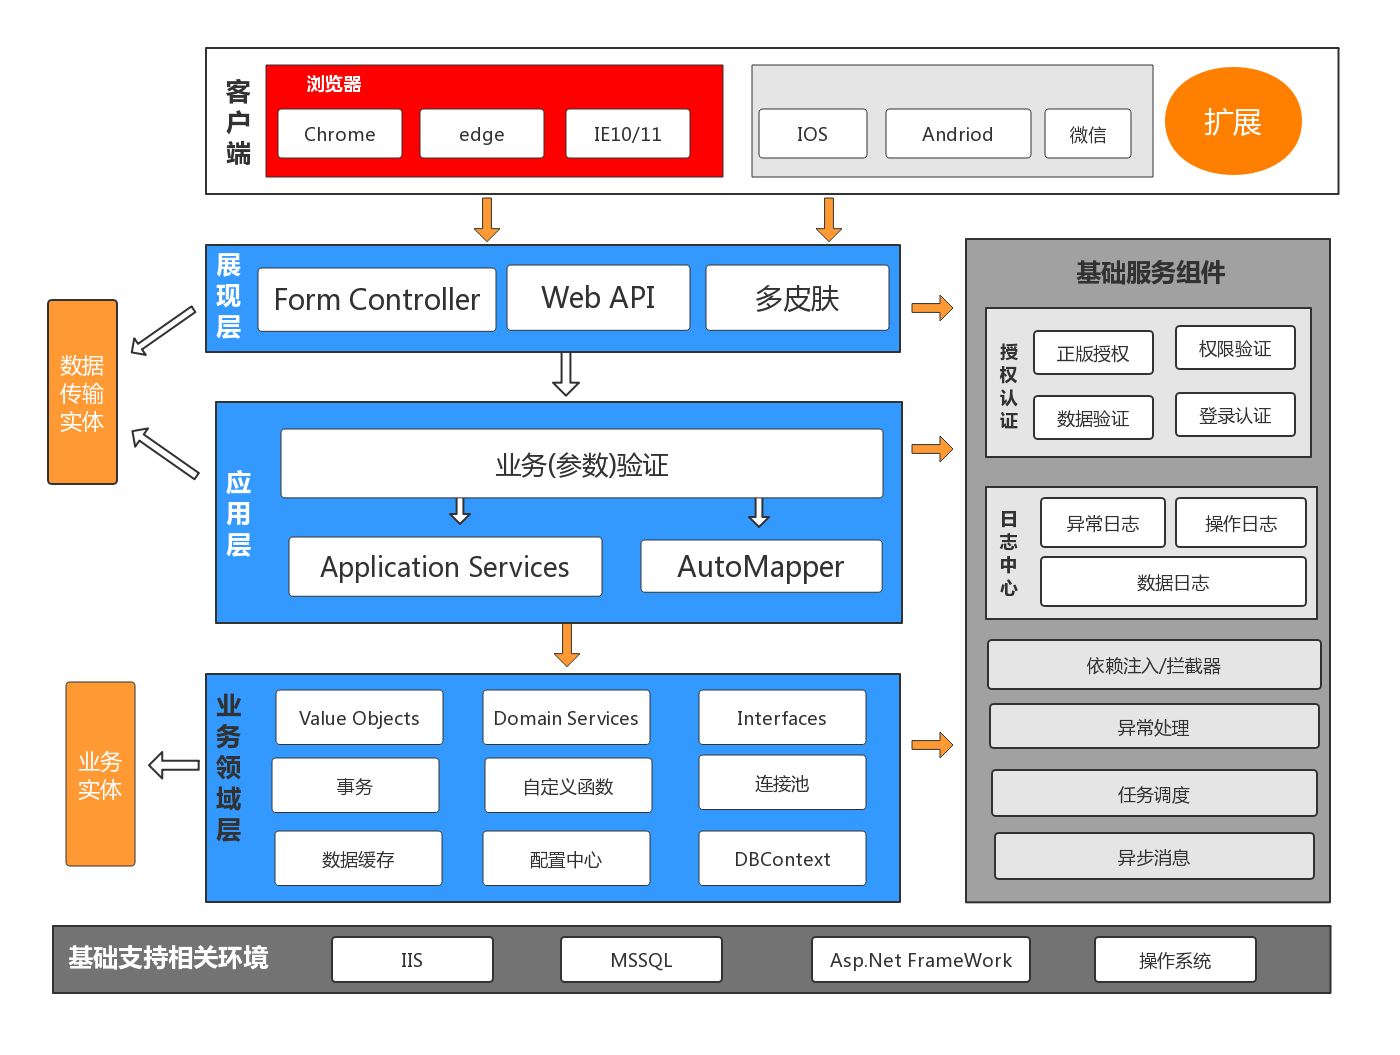 客户端
浏览器
Chrome
edge
IE10/11
IOS
Andriod
微信
扩展
展现层
Form Controller
Web API
多皮肤
数据
传输
实体
应用层
业务(参数)验证
Application Services
AutoMapper
业务领域层
Value Objects
Domain Services
Interfaces
事务
自定义函数
连接池
数据缓存
配置中心
DBContext
业务
实体
基础服务组件
授权认证
正版授权
权限验证
数据验证
登录认证
日志中心
异常日志
操作日志
数据日志
依赖注入/拦截器
异常处理
任务调度
异步消息
基础支持相关环境
IIS
MSSQL
Asp.Net FrameWork
操作系统